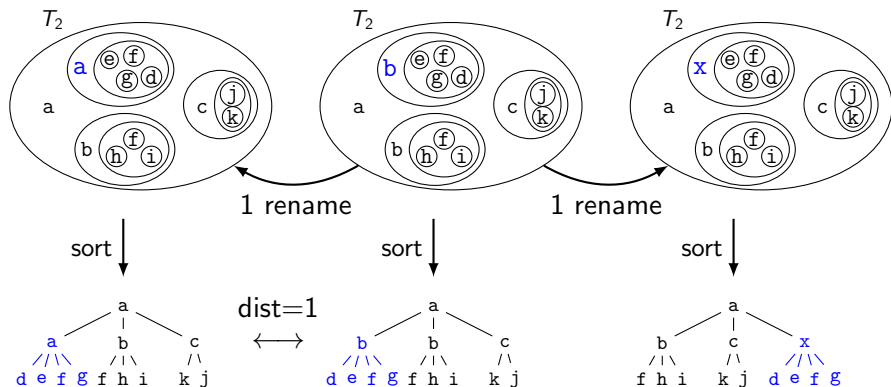 T2 T2 T2
a e f g d b e f g d x e f g d
a c j k a c j k a c j k
b f h i b f h i b f h i
1 rename 1 rename
sort sort sort
dist=1
a a a
←→
a b c b b c b c x
d e f g f h i k j d e f g f h i k j f h i k j d e f g